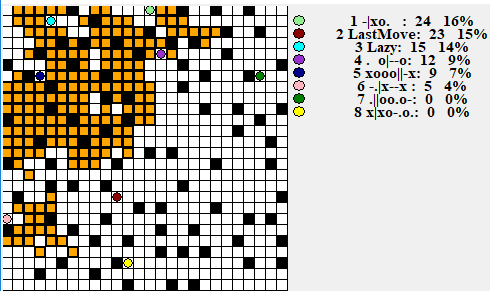 1 -|xo. : 24 16%
2 LastMove: 23 15%
3 Lazy: 15 14%
4 . o|--o: 12 9%
5 xooo||-x: 9 7%
6 -.|x--x : 5 4%
7 .||oo.o-: 0 0%
8 x|xo-.o.: 0 0%